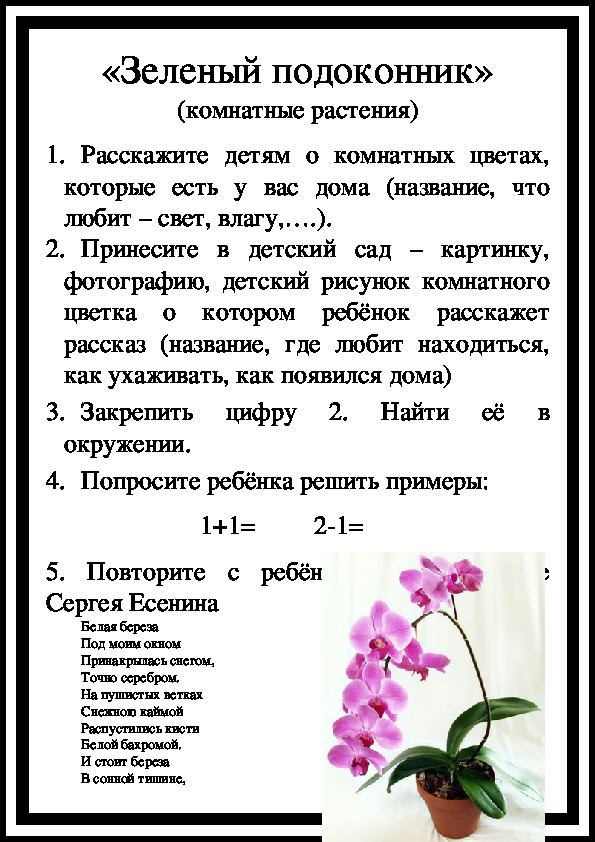 «Зеленый подоконник»
(комнатные растения)
1. Расскажите детям о комнатных цветах,
которые есть у вас дома (название, что
любит – свет, влагу,….).
2. Принесите в детский сад – картинку,
фотографию, детский рисунок комнатного
цветка о котором ребёнок расскажет
рассказ (название, где любит находиться,
как ухаживать, как появился дома)
3. Закрепить цифру 2. Найти её в
окружении.
4. Попросите ребёнка решить примеры:
1+1= 2-1=
5. Повторите с ребён е
Сергея Есенина
Белая береза
Под моим окном
Принакрылась снегом,
Точно серебром.
На пушистых ветках
Снежною каймой
Распустились кисти
Белой бахромой.
И стоит береза
В сонной тишине,